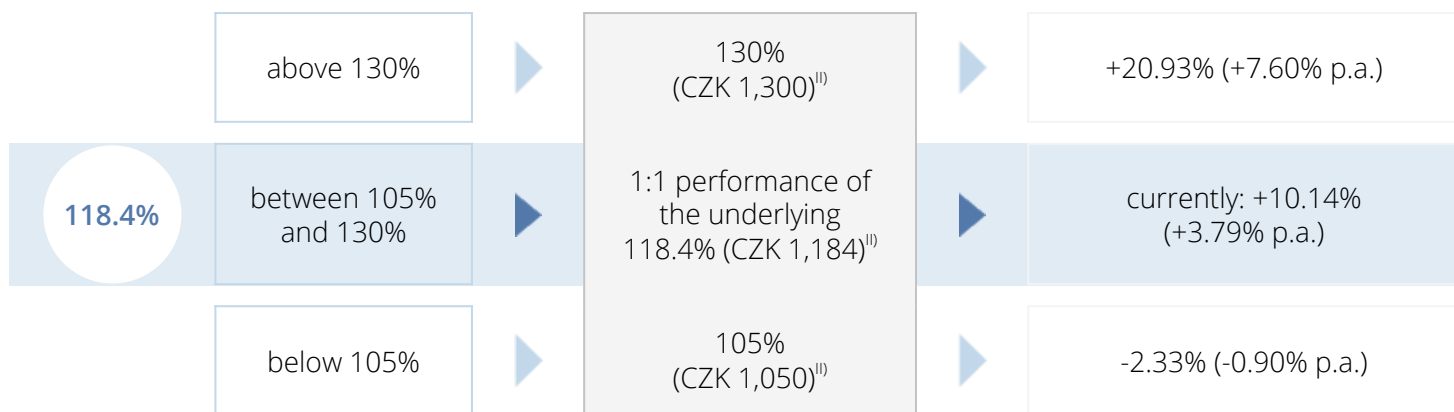 above 130%
130%
(CZK 1,300)II)
+20.93% (+7.60% p.a.)
118.4%
between 105%
and 130%
1:1 performance of
the underlying
118.4% (CZK 1,184)II)
currently: +10.14%
(+3.79% p.a.)
below 105%
105%
(CZK 1,050)II)
-2.33% (-0.90% p.a.)